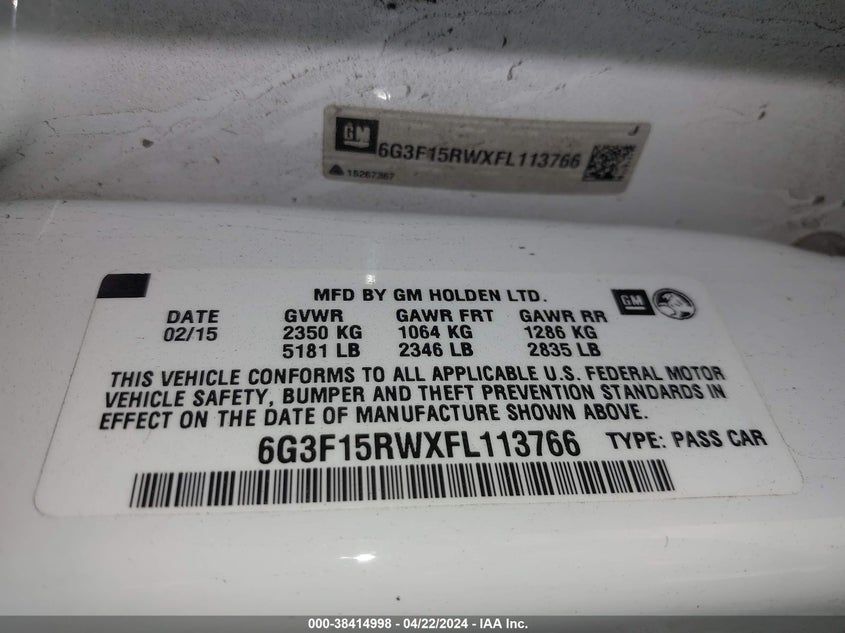 GM
6G3F15RWXFL113766
15267367
MFD BY GM HOLDEN LTD.
GM
DATE GVWR GAWR FRT GAWR RR
02/15 2350 KG 1064 KG 1286 KG
5181 LB 2346 LB 2835 LB
THIS VEHICLE CONFORMS TO ALL APPLICABLE U.S. FEDERAL MOTOR
VEHICLE SAFETY, BUMPER AND THEFT PREVENTION STANDARDS IN
EFFECT ON THE DATE OF MANUFACTURE SHOWN ABOVE.
6G3F15RWXFL113766 TYPE: PASS CAR
000-38414998 - 04/22/2024 - IAA Inc.